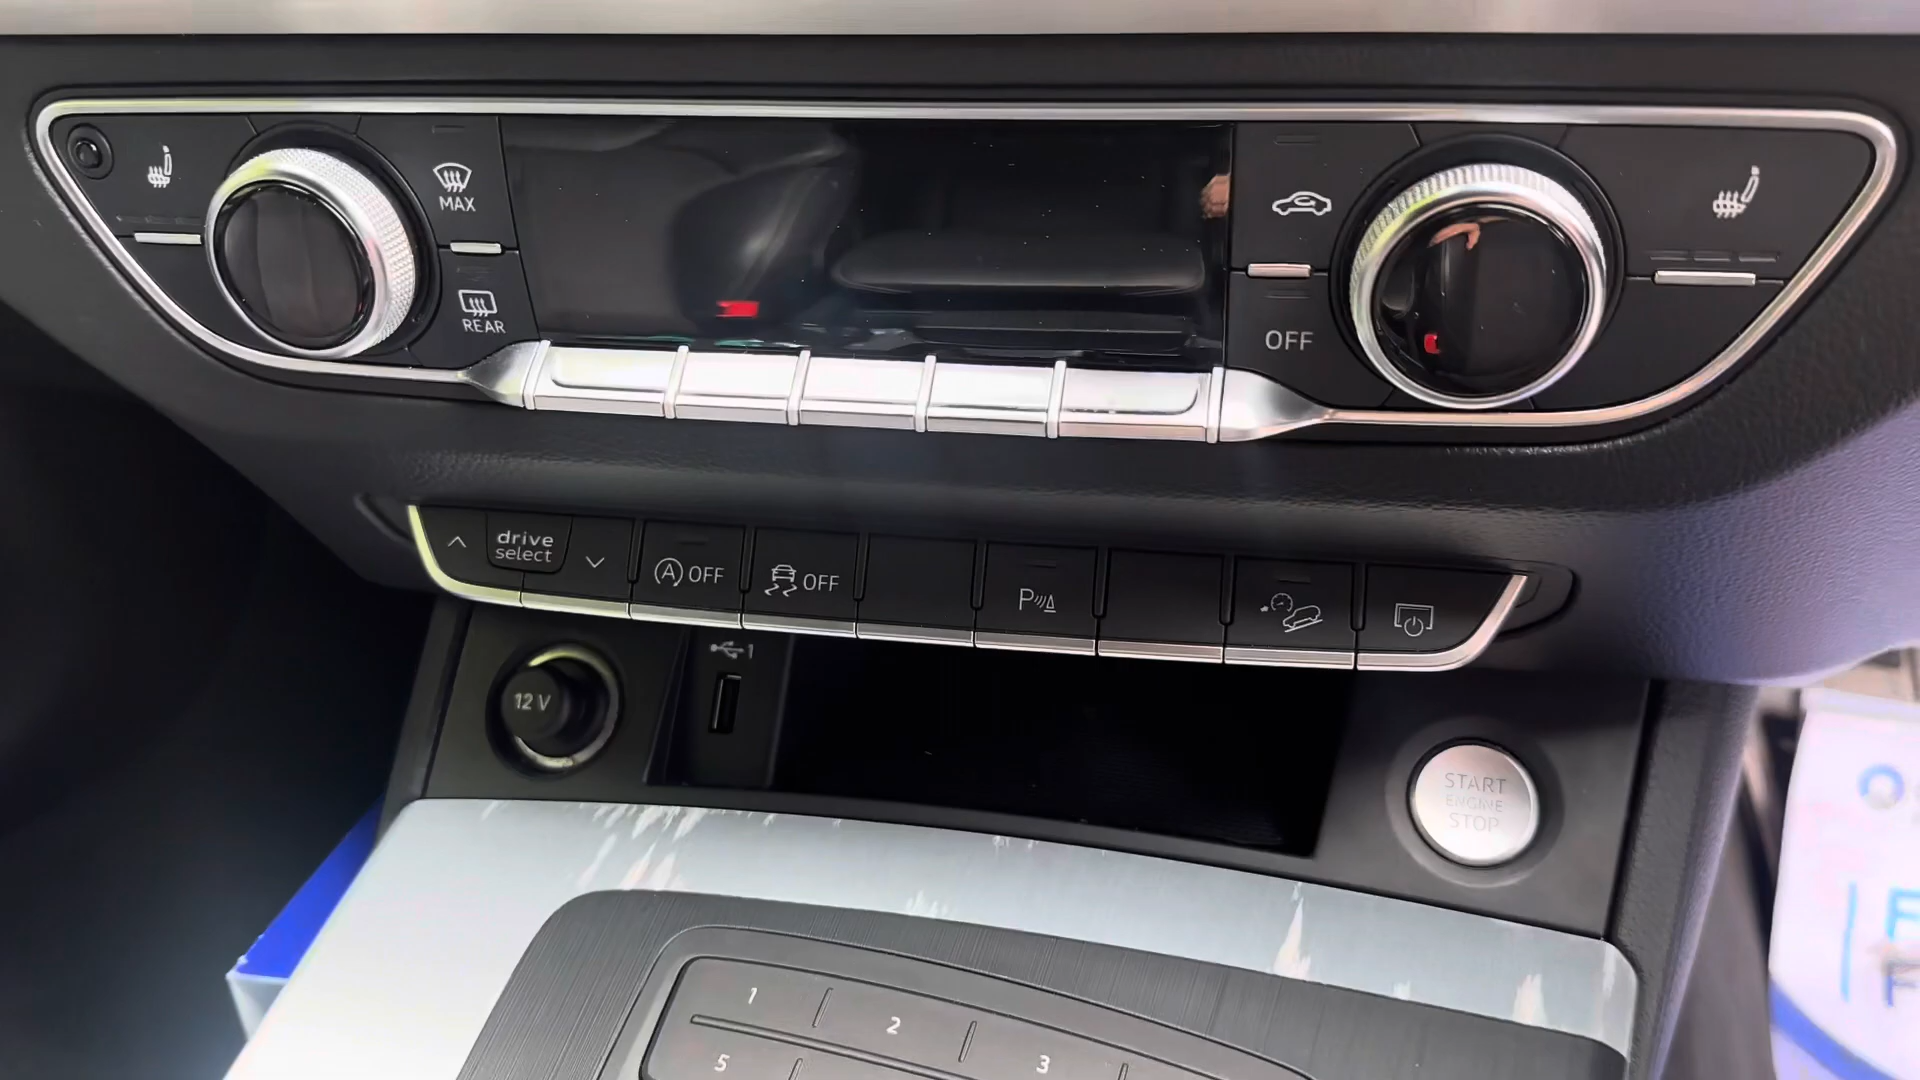 MAX
REAR
OFF
drive
select
OFF
OFF
P
1
12 V
START
ENGINE
STOP
1
2
3
5